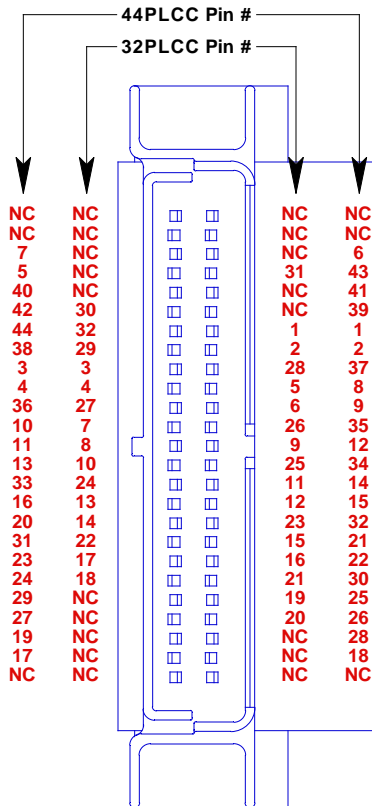 44PLCC Pin #
32PLCC Pin #
NC NC NC NC
NC NC NC NC
7 NC NC 6
5 NC 31 43
40 NC NC 41
42 30 NC 39
44 32 1 1
38 29 2 2
3 3 28 37
4 4 5 8
36 27 6 9
10 7 26 35
11 8 9 12
13 10 25 34
33 24 11 14
16 13 12 15
20 14 23 32
31 22 15 21
23 17 16 22
24 18 21 30
29 NC 19 25
27 NC 20 26
19 NC NC 28
17 NC NC 18
NC NC NC NC